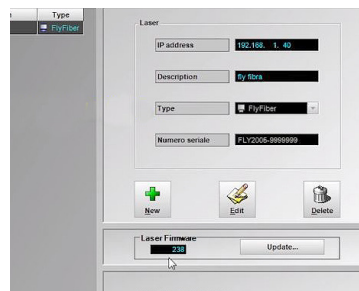 Type
FlyFiber
Laser
IP address
192.168. 1. 40
Description
fly fibra
Type
FlyFiber
Numero seriale
FLY2005-9999999
New
Edit
Delete
Laser Firmware
238
Update...